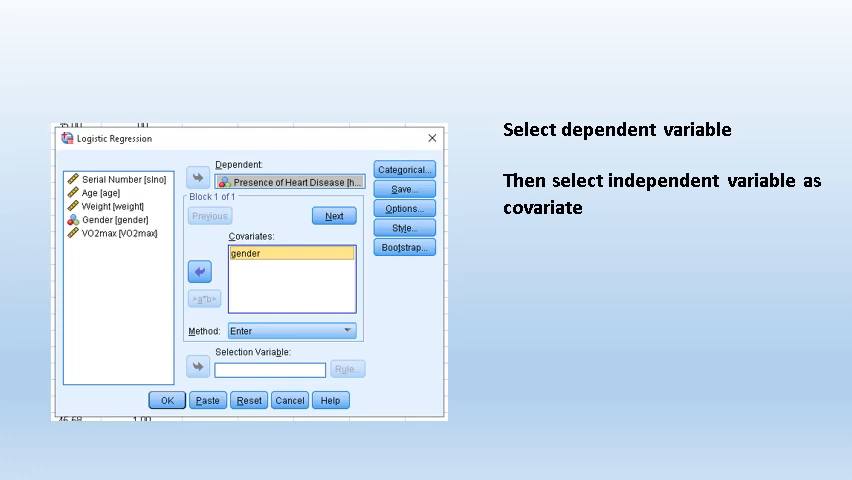 Select dependent variable
Then select independent variable as
covariate
Logistic Regression
Serial Number [slno]
Age [age]
Weight [weight]
Gender [gender]
VO2max [VO2max]
Dependent:
Presence of Heart Disease [h...
Block 1 of 1
Previous
Next
Covariates:
gender
>a*b>
Method:
Enter
Selection Variable:
Rule...
Categorical...
Save...
Options...
Style...
Bootstrap...
OK
Paste
Reset
Cancel
Help